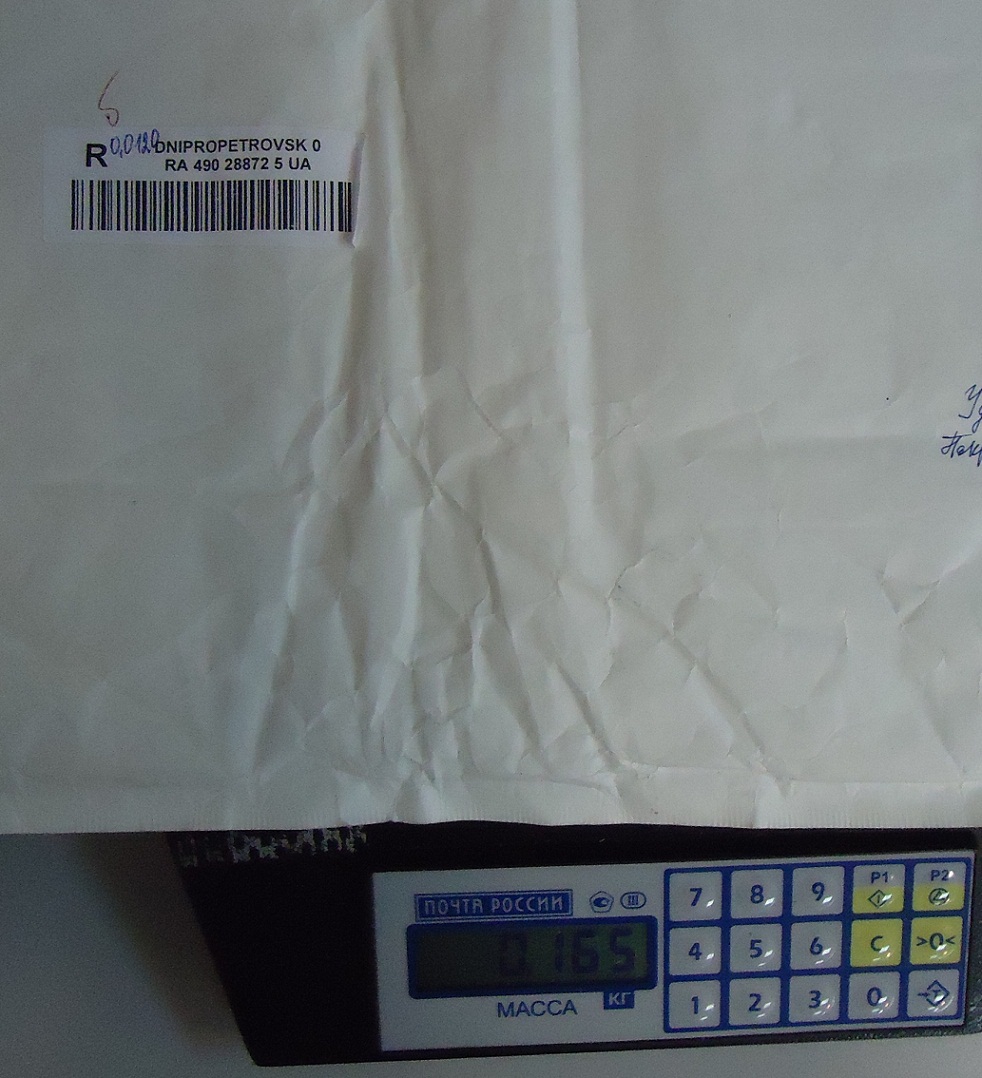 R 0,0120 DNIPROPETROVSK 0
RA 490 28872 5 UA
ПОЧТА РОССИИ
III
0.165
МАССА КГ
7 8 9 P1 P2
4 5 6 C >0<
1 2 3 0 T